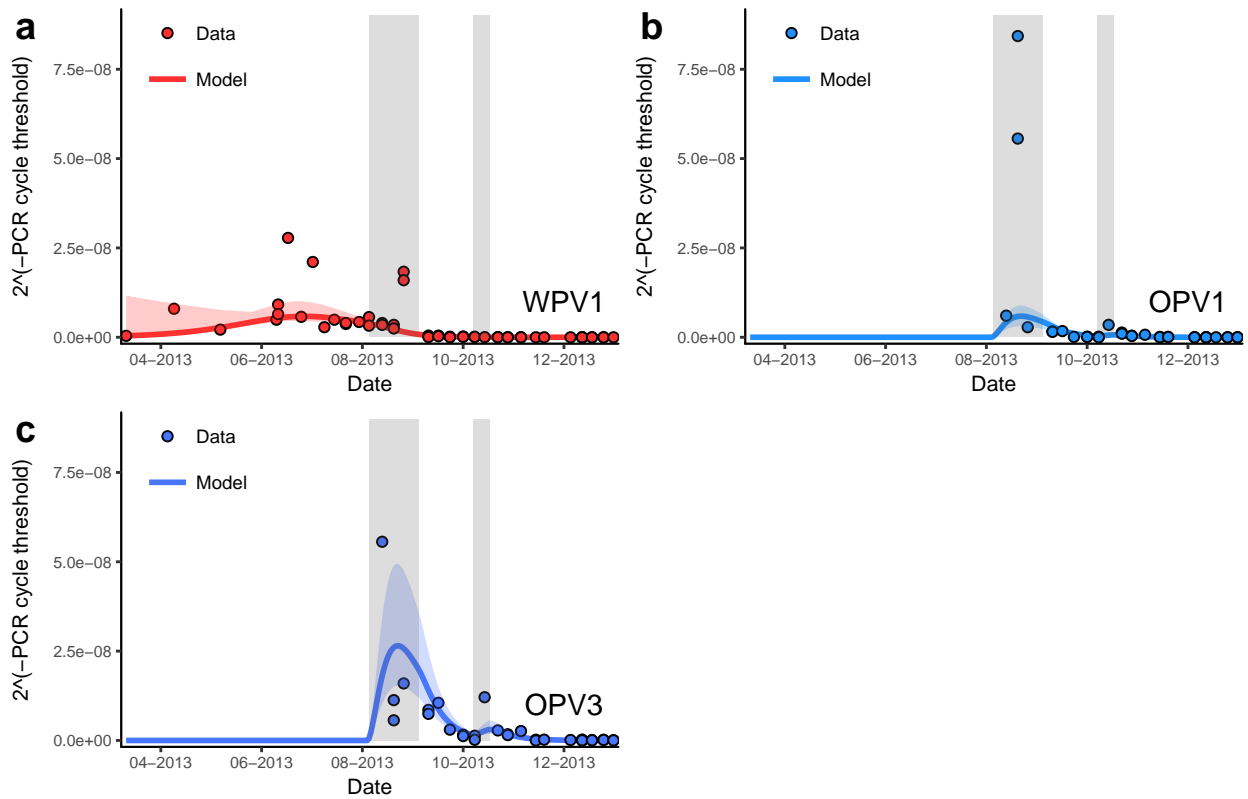 a
Data
Model
2^(−PCR cycle threshold)
7.5e−08
5.0e−08
2.5e−08
0.0e+00
WPV1
04−2013 06−2013 08−2013 10−2013 12−2013
Date
b
Data
Model
2^(−PCR cycle threshold)
7.5e−08
5.0e−08
2.5e−08
0.0e+00
OPV1
04−2013 06−2013 08−2013 10−2013 12−2013
Date
c
Data
Model
2^(−PCR cycle threshold)
7.5e−08
5.0e−08
2.5e−08
0.0e+00
OPV3
04−2013 06−2013 08−2013 10−2013 12−2013
Date